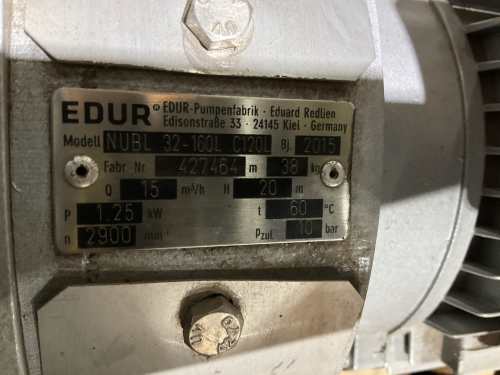 EDUR® EDUR-Pumpenfabrik - Eduard Redlien
Edisonstraße 33 - 24145 Kiel - Germany
Modell NUBL 32-160L C120L Bj. 2015
Fabr. Nr 427464 m 38 kg
Q 15 m³/h H 20 m
P 1.25 kW t 60 °C
n 2900 min⁻¹ Pzul. 10 bar